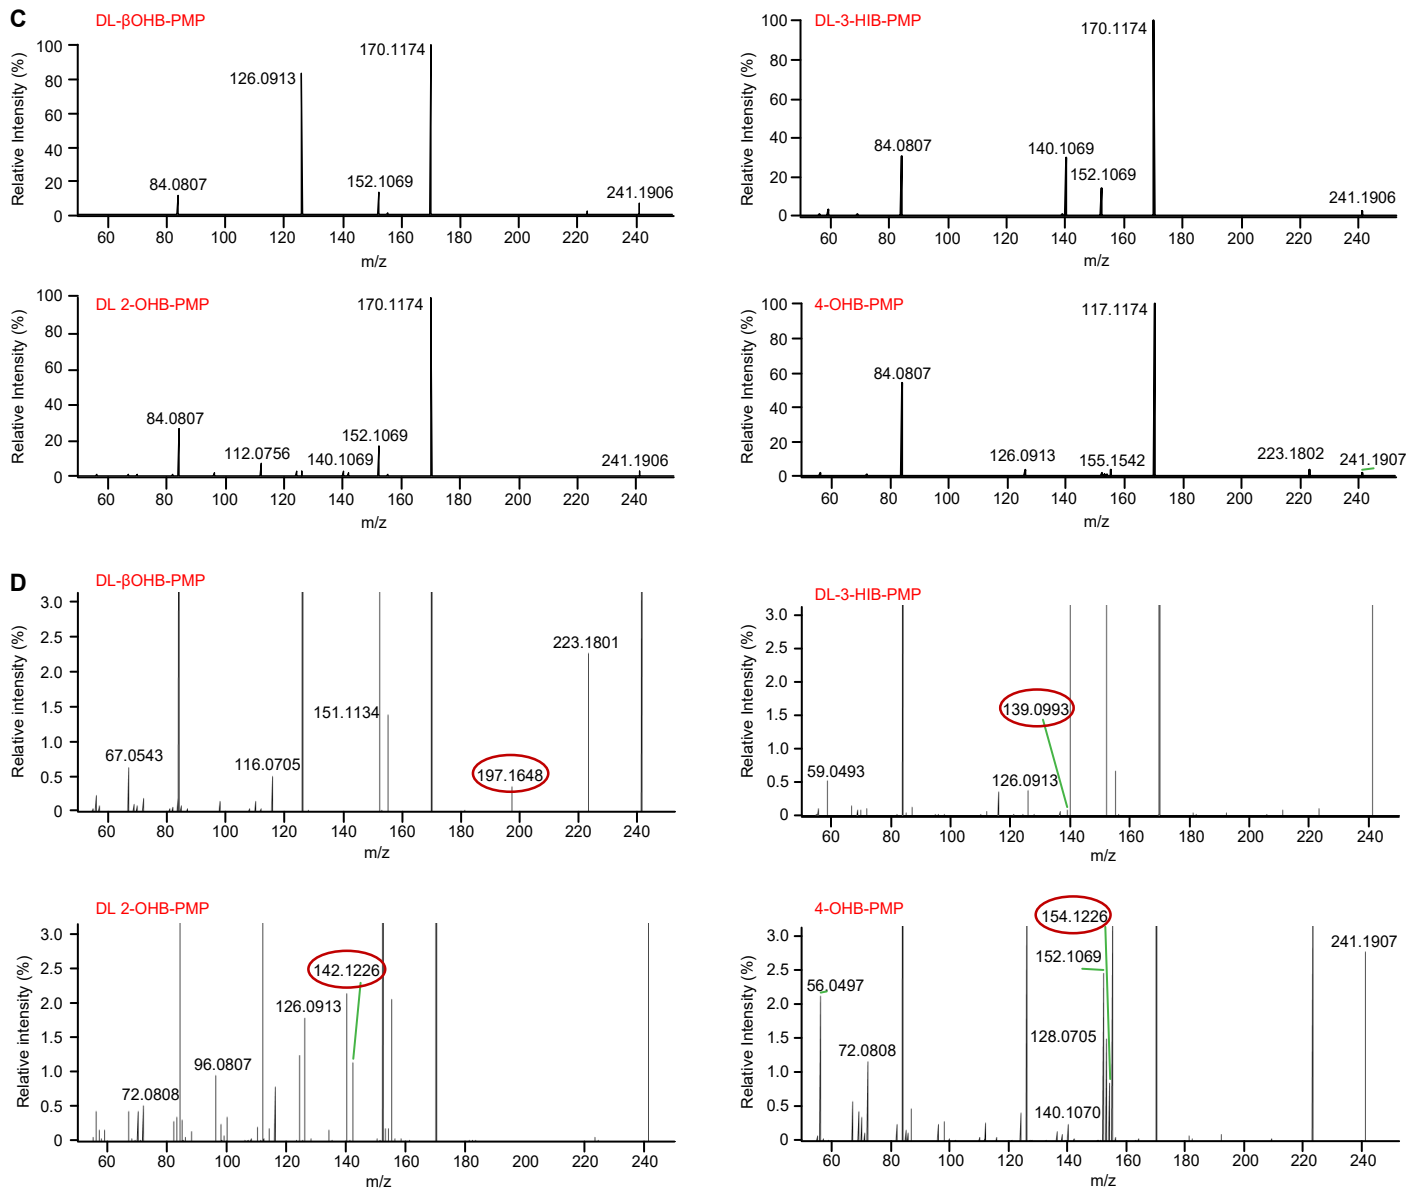 C
DL-βOHB-PMP
Relative Intensity (%)
100
80
60
40
20
0
170.1174
126.0913
84.0807
152.1069
241.1906
60 80 100 120 140 160 180 200 220 240
m/z
DL-3-HIB-PMP
Relative Intensity (%)
100
80
60
40
20
0
170.1174
84.0807
140.1069
152.1069
241.1906
60 80 100 120 140 160 180 200 220 240
m/z
DL 2-OHB-PMP
Relative Intensity (%)
100
80
60
40
20
0
170.1174
84.0807
112.0756
140.1069
152.1069
241.1906
60 80 100 120 140 160 180 200 220 240
m/z
4-OHB-PMP
Relative Intensity (%)
100
80
60
40
20
0
117.1174
84.0807
126.0913
155.1542
223.1802
241.1907
60 80 100 120 140 160 180 200 220 240
m/z
D
DL-βOHB-PMP
Relative intensity (%)
3.0
2.5
2.0
1.5
1.0
0.5
0
223.1801
151.1134
67.0543
116.0705
197.1648
60 80 100 120 140 160 180 200 220 240
m/z
DL-3-HIB-PMP
Relative Intensity (%)
3.0
2.5
2.0
1.5
1.0
0.5
0
139.0993
59.0493
126.0913
60 80 100 120 140 160 180 200 220 240
m/z
DL 2-OHB-PMP
Relative intensity (%)
3.0
2.5
2.0
1.5
1.0
0.5
0
142.1226
126.0913
96.0807
72.0808
60 80 100 120 140 160 180 200 220 240
m/z
4-OHB-PMP
Relative Intensity (%)
3.0
2.5
2.0
1.5
1.0
0.5
0
154.1226
241.1907
152.1069
56.0497
128.0705
72.0808
140.1070
60 80 100 120 140 160 180 200 220 240
m/z